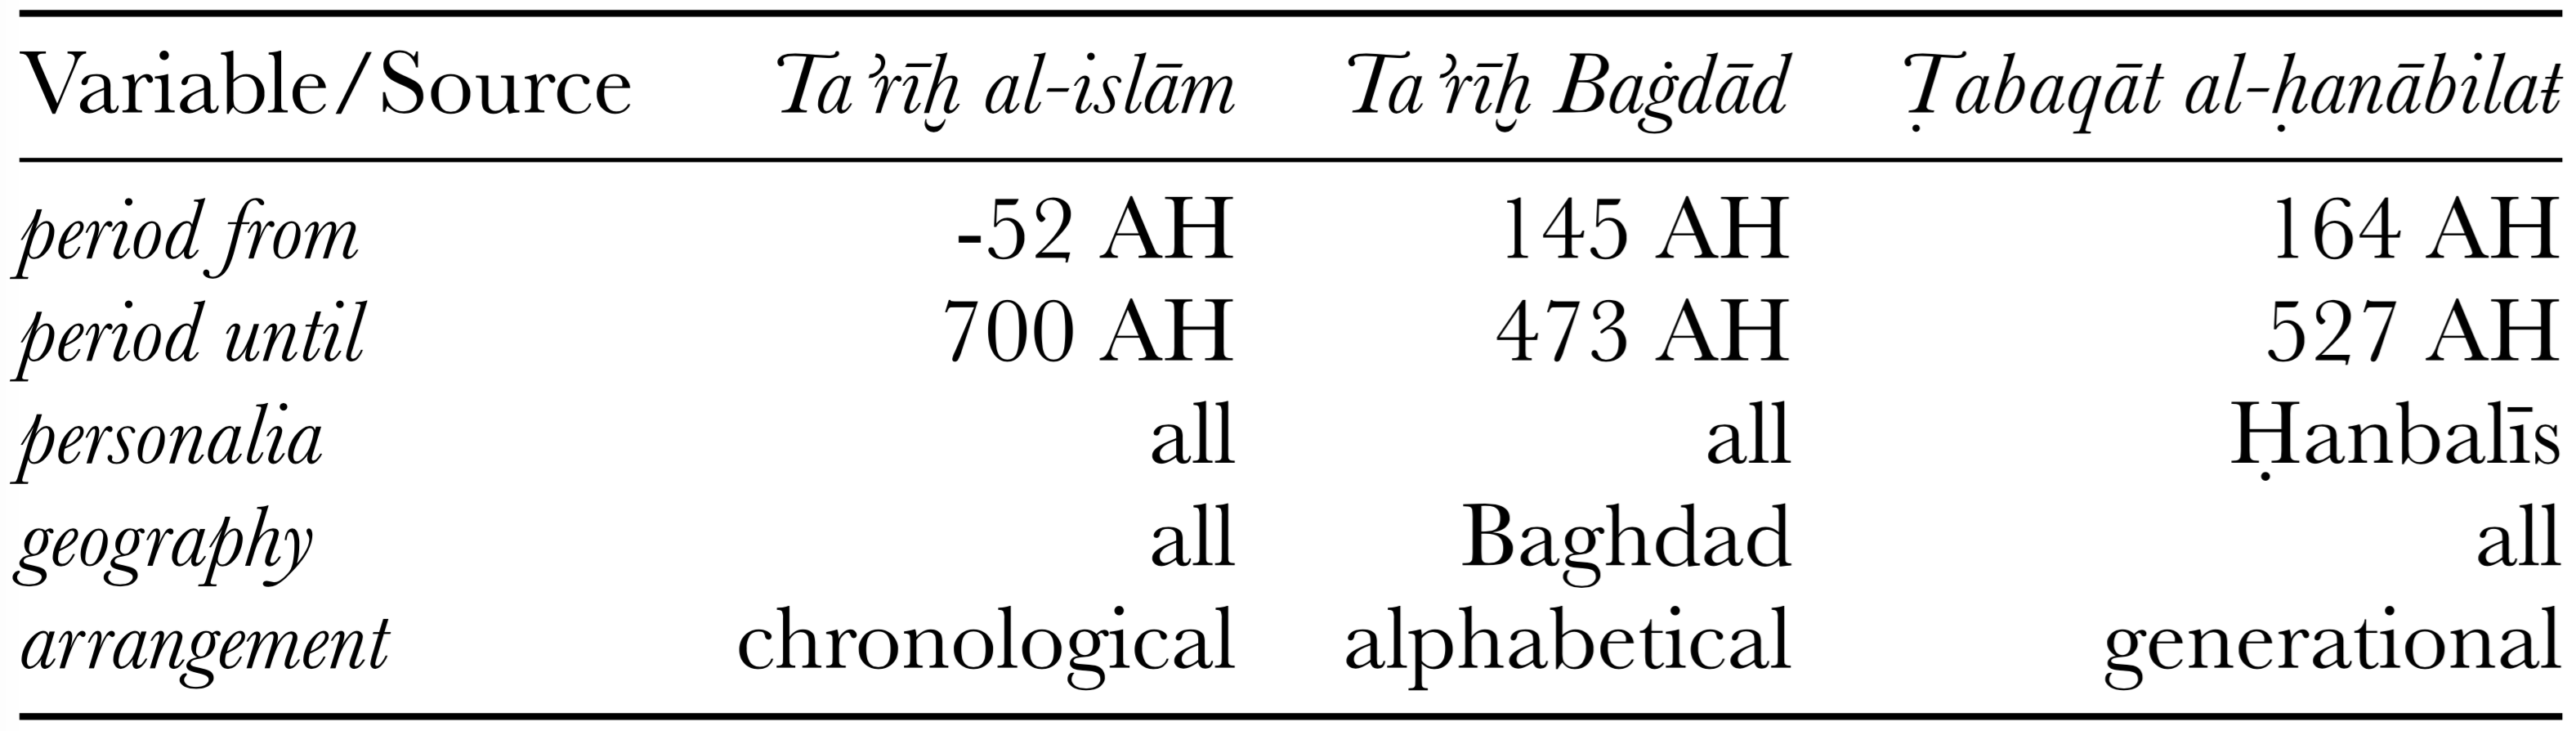 Variable/Source Taʾrīḫ al-islām Taʾrīḫ Baġdād Ṭabaqāt al-ḥanābilaŧ
period from -52 AH 145 AH 164 AH
period until 700 AH 473 AH 527 AH
personalia all all Ḥanbalīs
geography all Baghdad all
arrangement chronological alphabetical generational